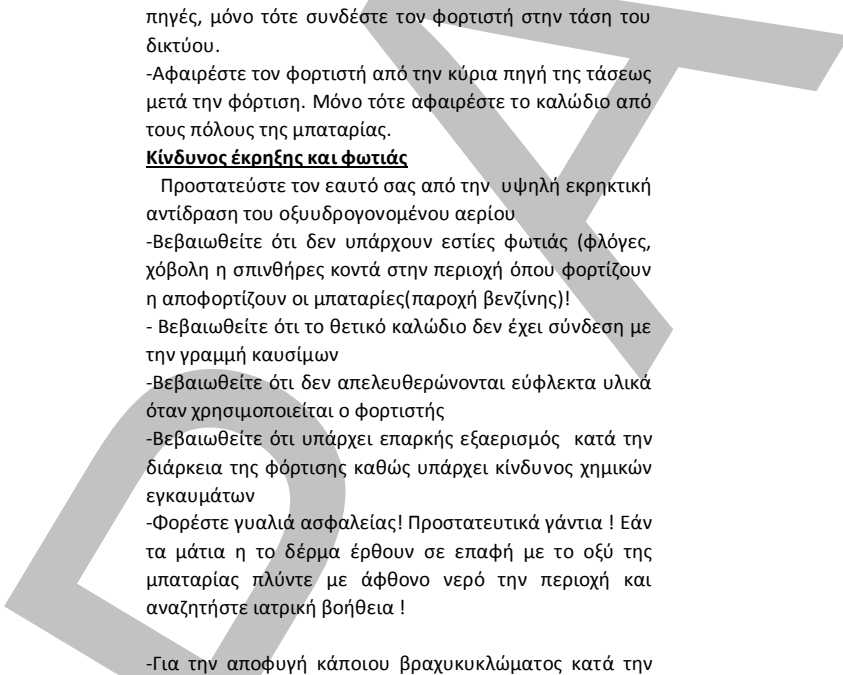 πηγές, μόνο τότε συνδέστε τον φορτιστή στην τάση του
δικτύου.
-Αφαιρέστε τον φορτιστή από την κύρια πηγή της τάσεως
μετά την φόρτιση. Μόνο τότε αφαιρέστε το καλώδιο από
τους πόλους της μπαταρίας.
Κίνδυνος έκρηξης και φωτιάς
Προστατεύστε τον εαυτό σας από την υψηλή εκρηκτική
αντίδραση του οξυυδρογονομένου αερίου
-Βεβαιωθείτε ότι δεν υπάρχουν εστίες φωτιάς (φλόγες,
χόβολη η σπινθήρες κοντά στην περιοχή όπου φορτίζουν
η αποφορτίζουν οι μπαταρίες(παροχή βενζίνης)!
- Βεβαιωθείτε ότι το θετικό καλώδιο δεν έχει σύνδεση με
την γραμμή καυσίμων
-Βεβαιωθείτε ότι δεν απελευθερώνονται εύφλεκτα υλικά
όταν χρησιμοποιείται ο φορτιστής
-Βεβαιωθείτε ότι υπάρχει επαρκής εξαερισμός κατά την
διάρκεια της φόρτισης καθώς υπάρχει κίνδυνος χημικών
εγκαυμάτων
-Φορέστε γυαλιά ασφαλείας! Προστατευτικά γάντια ! Εάν
τα μάτια η το δέρμα έρθουν σε επαφή με το οξύ της
μπαταρίας πλύντε με άφθονο νερό την περιοχή και
αναζητήστε ιατρική βοήθεια !
-Για την αποφυγή κάποιου βραχυκυκλώματος κατά την